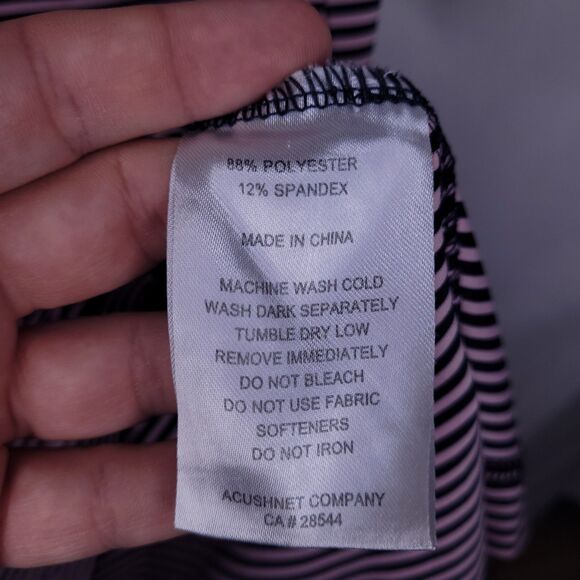 88% POLYESTER
12% SPANDEX
MADE IN CHINA
MACHINE WASH COLD
WASH DARK SEPARATELY
TUMBLE DRY LOW
REMOVE IMMEDIATELY
DO NOT BLEACH
DO NOT USE FABRIC
SOFTENERS
DO NOT IRON
ACUSHNET COMPANY
CA # 28544